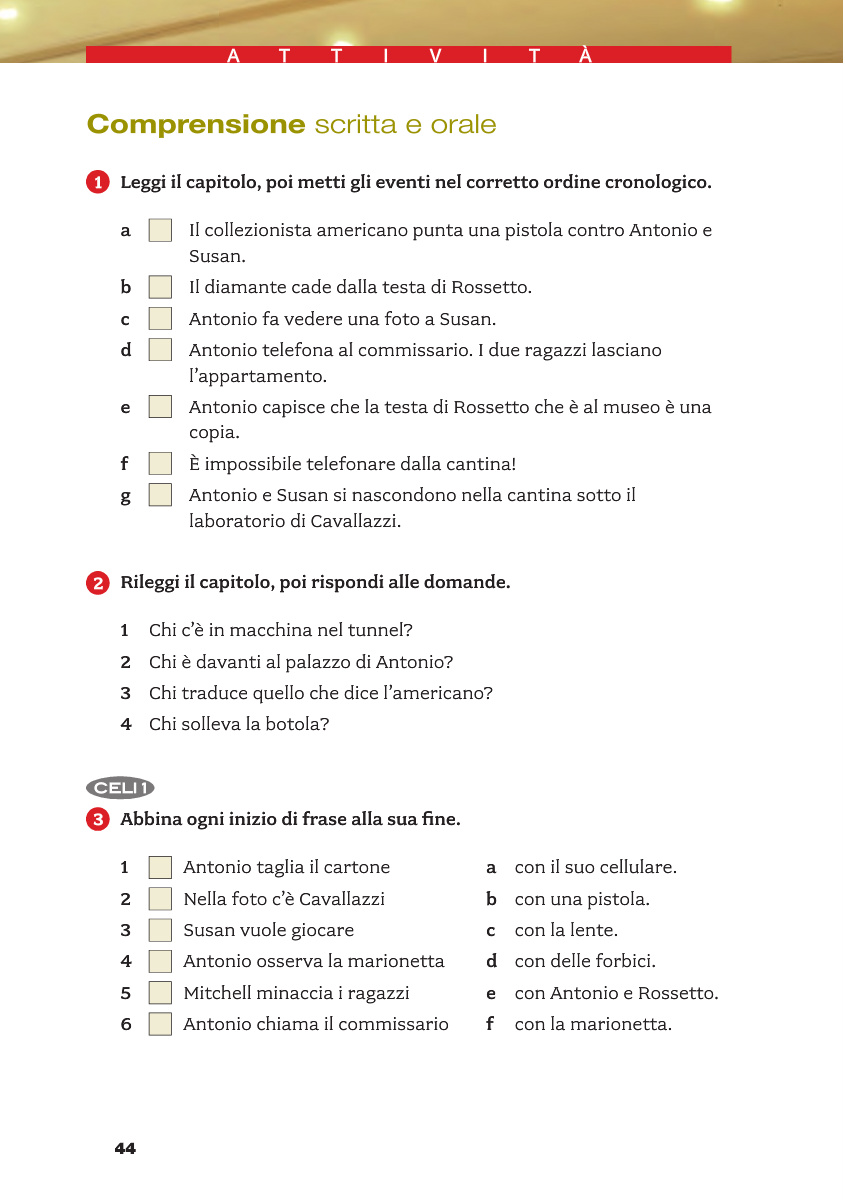 ATTIVITÀ
Comprensione scritta e orale
1 Leggi il capitolo, poi metti gli eventi nel corretto ordine cronologico.
a Il collezionista americano punta una pistola contro Antonio e
Susan.
b Il diamante cade dalla testa di Rossetto.
c Antonio fa vedere una foto a Susan.
d Antonio telefona al commissario. I due ragazzi lasciano
l’appartamento.
e Antonio capisce che la testa di Rossetto che è al museo è una
copia.
f È impossibile telefonare dalla cantina!
g Antonio e Susan si nascondono nella cantina sotto il
laboratorio di Cavallazzi.
2 Rileggi il capitolo, poi rispondi alle domande.
1 Chi c’è in macchina nel tunnel?
2 Chi è davanti al palazzo di Antonio?
3 Chi traduce quello che dice l’americano?
4 Chi solleva la botola?
CELI 1
3 Abbina ogni inizio di frase alla sua fine.
1 Antonio taglia il cartone a con il suo cellulare.
2 Nella foto c’è Cavallazzi b con una pistola.
3 Susan vuole giocare c con la lente.
4 Antonio osserva la marionetta d con delle forbici.
5 Mitchell minaccia i ragazzi e con Antonio e Rossetto.
6 Antonio chiama il commissario f con la marionetta.
44